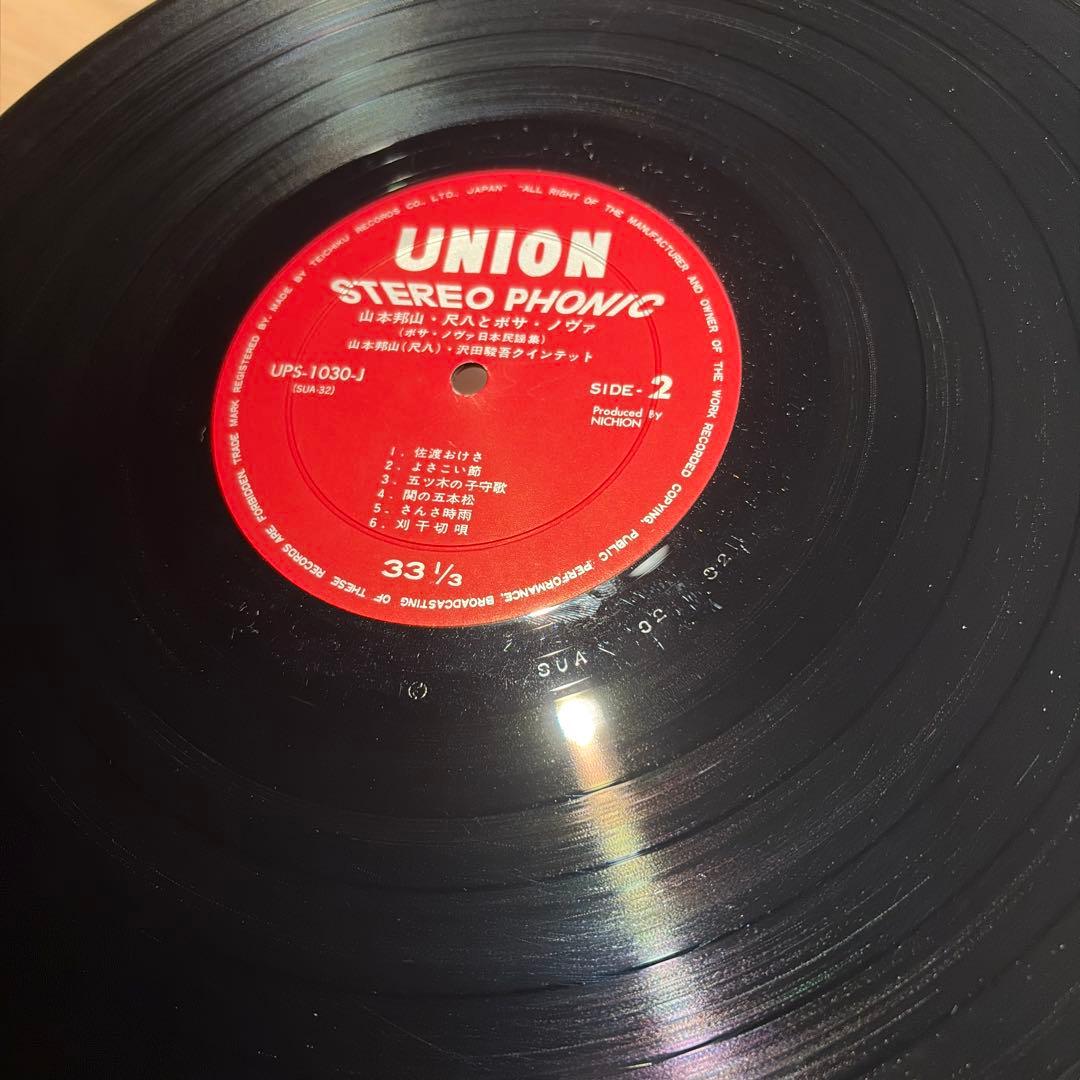 UNION
STEREO PHONIC
山本邦山・尺八とボサ・ノヴァ
(ボサ・ノヴァ日本民謡集)
山本邦山(尺八)・沢田駿吾クインテット
UPS-1030-J
(SUA-32)
SIDE-2
Produced By
NICHION
1. 佐渡おけさ
2. よさこい節
3. 五ツ木の子守歌
4. 関の五本松
5. さんさ時雨
6. 刈干切唄
33 1/3
MADE BY TEICHIKU RECORDS CO., LTD., JAPAN" "ALL RIGHT OF THE MANUFACTURER AND OWNER OF THE WORK RECORDED COPYING, PUBLIC PERFORMANCE, BROADCASTING OF THESE RECORDS ARE FORBIDDEN. TRADE MARK REGISTERED BY.
SUA